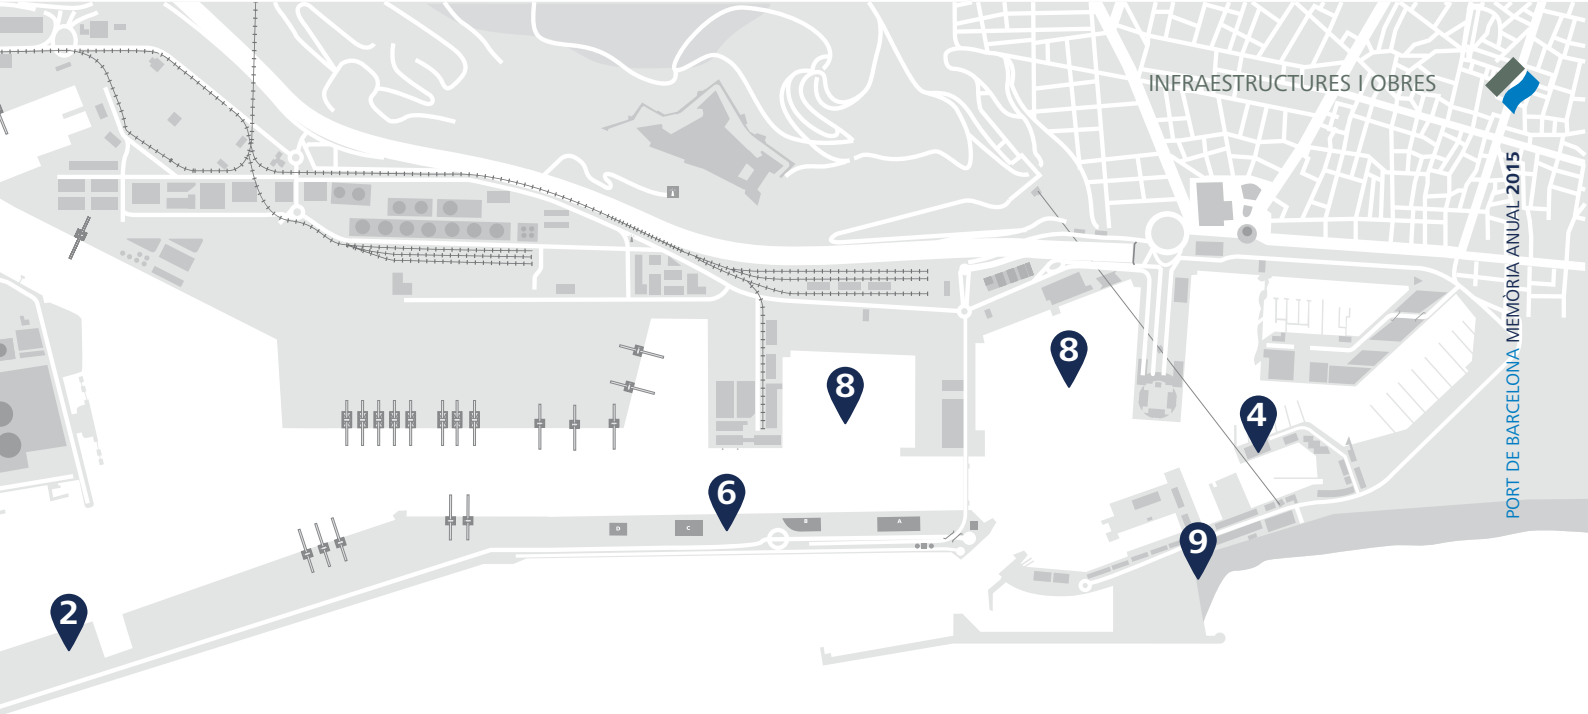 INFRAESTRUCTURES I OBRES
PORT DE BARCELONA MEMÒRIA ANUAL 2015
8
8
4
6
9
2
D
C
B
A